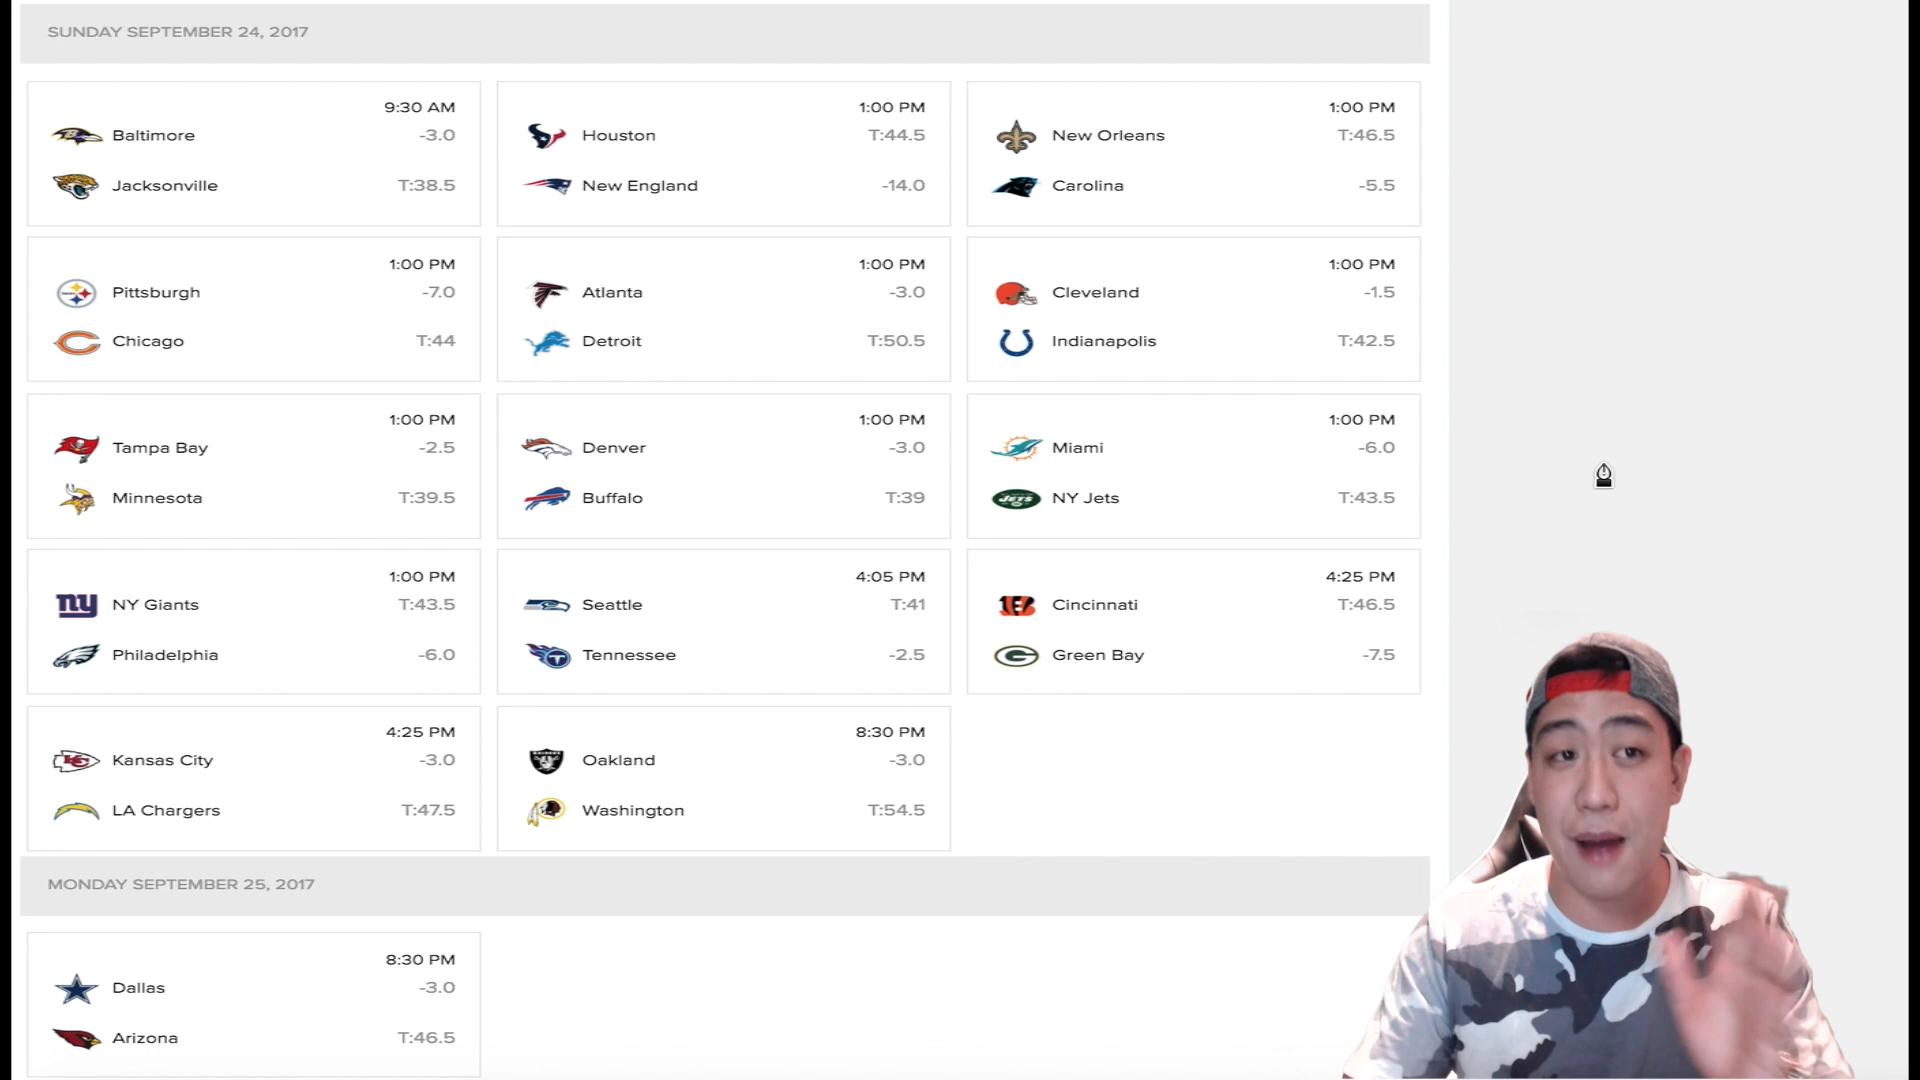 SUNDAY SEPTEMBER 24, 2017
9:30 AM
Baltimore -3.0
Jacksonville T:38.5
1:00 PM
Houston T:44.5
New England -14.0
1:00 PM
New Orleans T:46.5
Carolina -5.5
1:00 PM
Pittsburgh -7.0
Chicago T:44
1:00 PM
Atlanta -3.0
Detroit T:50.5
1:00 PM
Cleveland -1.5
Indianapolis T:42.5
1:00 PM
Tampa Bay -2.5
Minnesota T:39.5
1:00 PM
Denver -3.0
Buffalo T:39
1:00 PM
Miami -6.0
JETS
NY Jets T:43.5
1:00 PM
ny
NY Giants T:43.5
Philadelphia -6.0
4:05 PM
Seattle T:41
Tennessee -2.5
4:25 PM
Cincinnati T:46.5
G
Green Bay -7.5
4:25 PM
KC
Kansas City -3.0
LA Chargers T:47.5
8:30 PM
RAIDERS
Oakland -3.0
Washington T:54.5
MONDAY SEPTEMBER 25, 2017
8:30 PM
Dallas -3.0
Arizona T:46.5